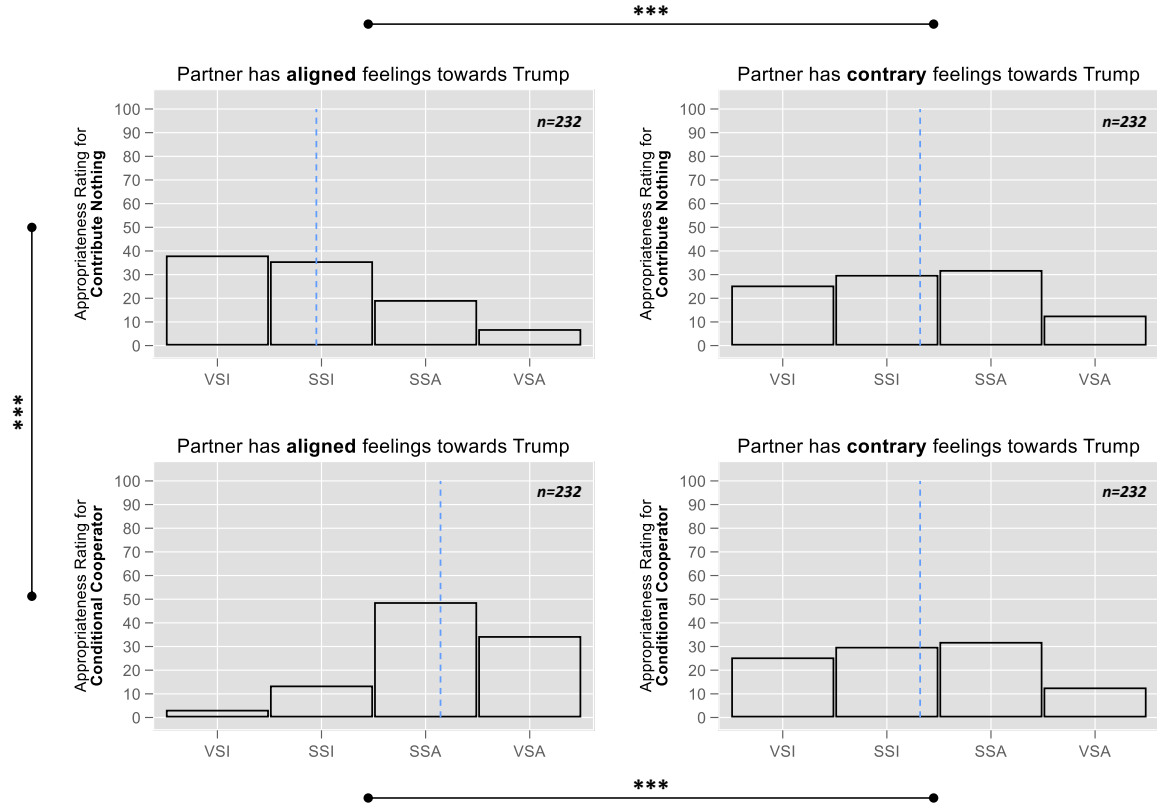 ***
Partner has aligned feelings towards Trump
Appropriateness Rating for
Contribute Nothing
100
90
80
70
60
50
40
30
20
10
0
n=232
VSI SSI SSA VSA
Partner has contrary feelings towards Trump
Appropriateness Rating for
Contribute Nothing
100
90
80
70
60
50
40
30
20
10
0
n=232
VSI SSI SSA VSA
***
Partner has aligned feelings towards Trump
Appropriateness Rating for
Conditional Cooperator
100
90
80
70
60
50
40
30
20
10
0
n=232
VSI SSI SSA VSA
Partner has contrary feelings towards Trump
Appropriateness Rating for
Conditional Cooperator
100
90
80
70
60
50
40
30
20
10
0
n=232
VSI SSI SSA VSA
***